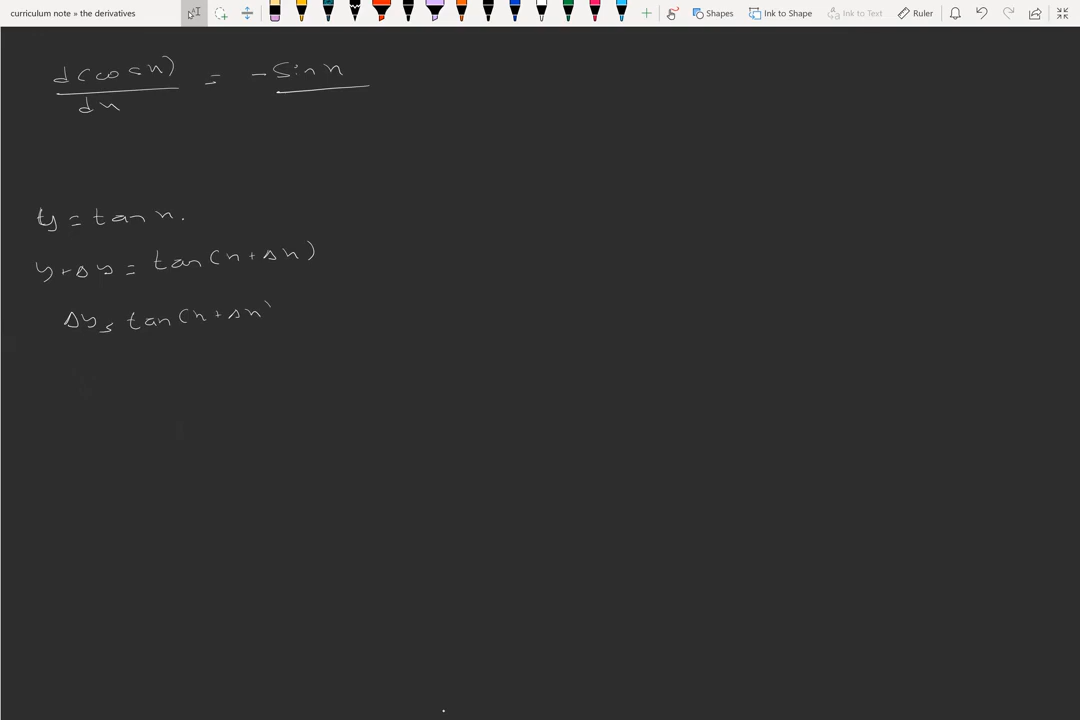 curriculum note » the derivatives
Shapes Ink to Shape Ink to Text Ruler
d(cos x) = - Sin x
dx
y = tan x.
y + Δy = tan(x + Δx)
Δy = tan(x + Δx)